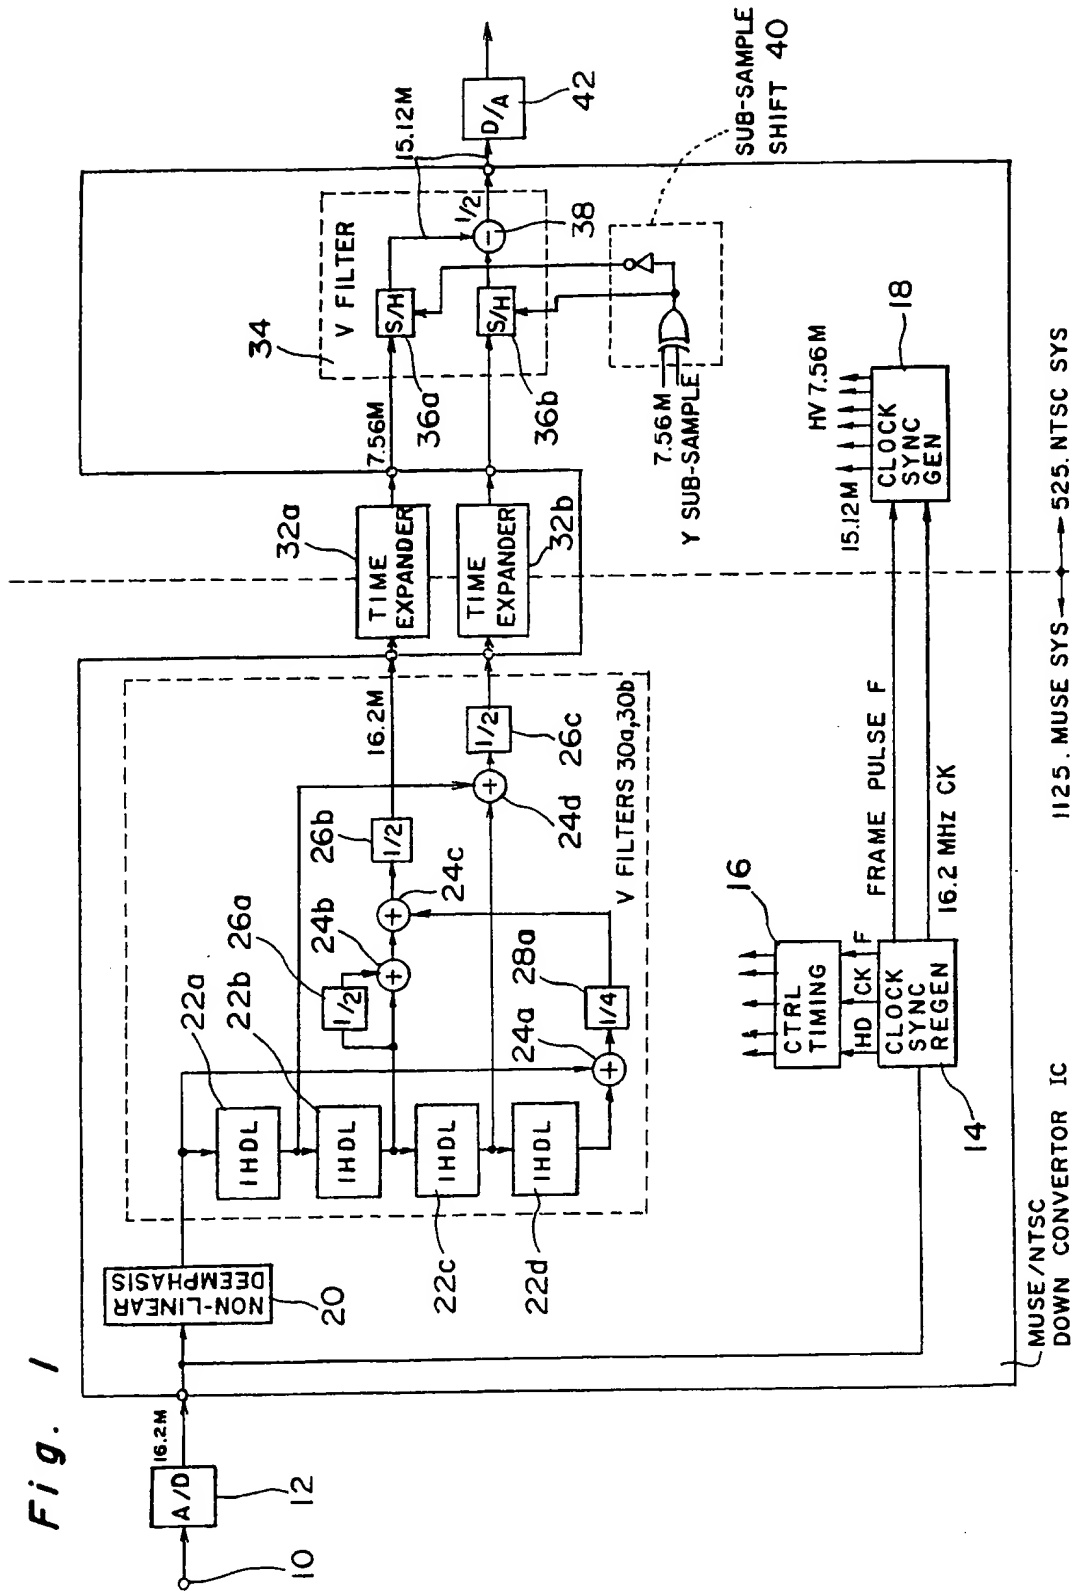 Fig. 1
10
A/D
12
16.2M
NON-LINEAR
DEEMPHASIS
20
1HDL
22a
1HDL
22b
1HDL
22c
1HDL
22d
1/2
26a
+
24b
+
24c
1/2
26b
+
24a
1/4
28a
+
24d
1/2
26c
V FILTERS 30a,30b
16.2M
TIME
EXPANDER
32a
TIME
EXPANDER
32b
7.56M
34
V FILTER
S/H
36a
S/H
36b
−
38
1/2
15.12M
D/A
42
7.56M
Y SUB-SAMPLE
SUB-SAMPLE
SHIFT 40
CTRL
TIMING
16
HD CK F
CLOCK
SYNC
REGEN
14
FRAME PULSE F
16.2 MHz CK
15.12M
HV 7.56M
CLOCK
SYNC
GEN
18
MUSE/NTSC
DOWN CONVERTOR IC
1125. MUSE SYS
525. NTSC SYS